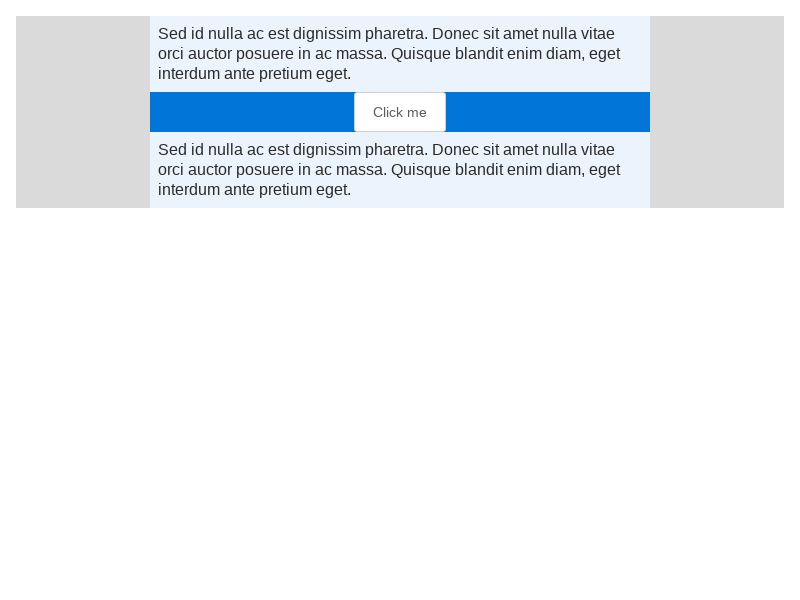 Sed id nulla ac est dignissim pharetra. Donec sit amet nulla vitae
orci auctor posuere in ac massa. Quisque blandit enim diam, eget
interdum ante pretium eget.
Click me
Sed id nulla ac est dignissim pharetra. Donec sit amet nulla vitae
orci auctor posuere in ac massa. Quisque blandit enim diam, eget
interdum ante pretium eget.